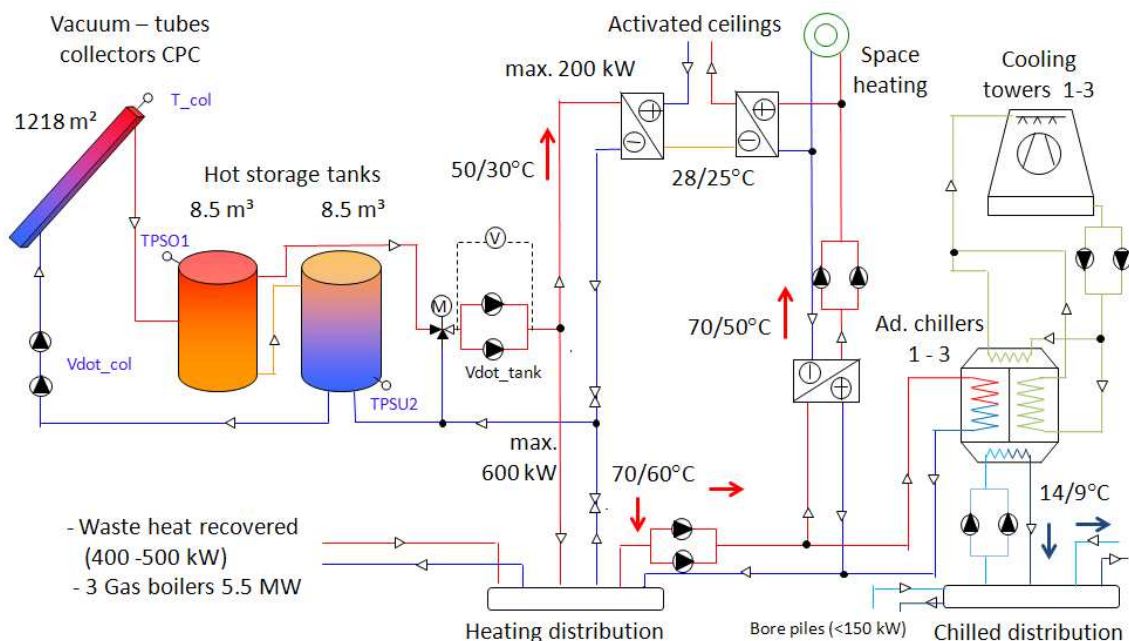 Vacuum – tubes
collectors CPC
T_col
1218 m²
Hot storage tanks
8.5 m³
8.5 m³
TPSO1
Vdot_col
TPSU2
M
V
Vdot_tank
50/30°C
max.
600 kW
Activated ceilings
max. 200 kW
28/25°C
Space
heating
70/50°C
70/60°C
Cooling
towers 1-3
Ad. chillers
1 - 3
14/9°C
- Waste heat recovered
(400 -500 kW)
- 3 Gas boilers 5.5 MW
Heating distribution
Bore piles (<150 kW)
Chilled distribution